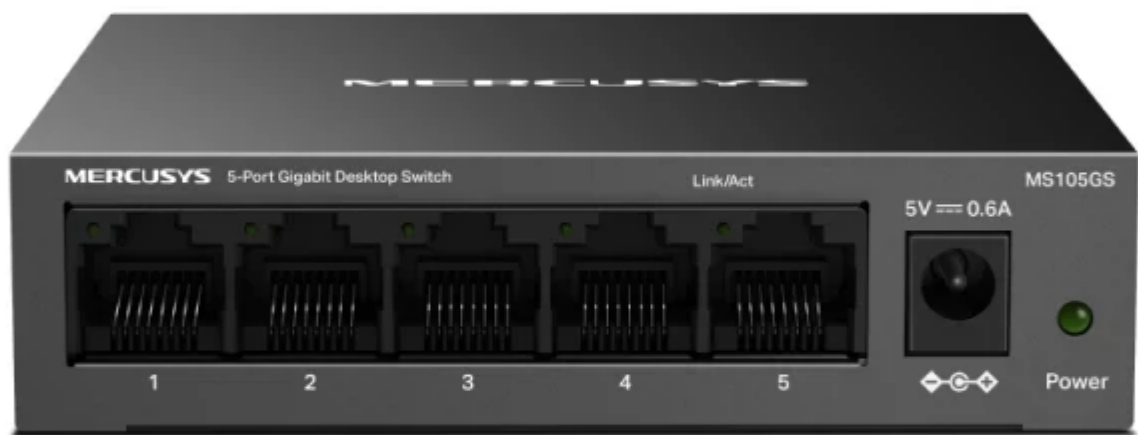 MERCUSYS
MERCUSYS 5-Port Gigabit Desktop Switch Link/Act MS105GS
5V ⎓ 0.6A
1 2 3 4 5 Power